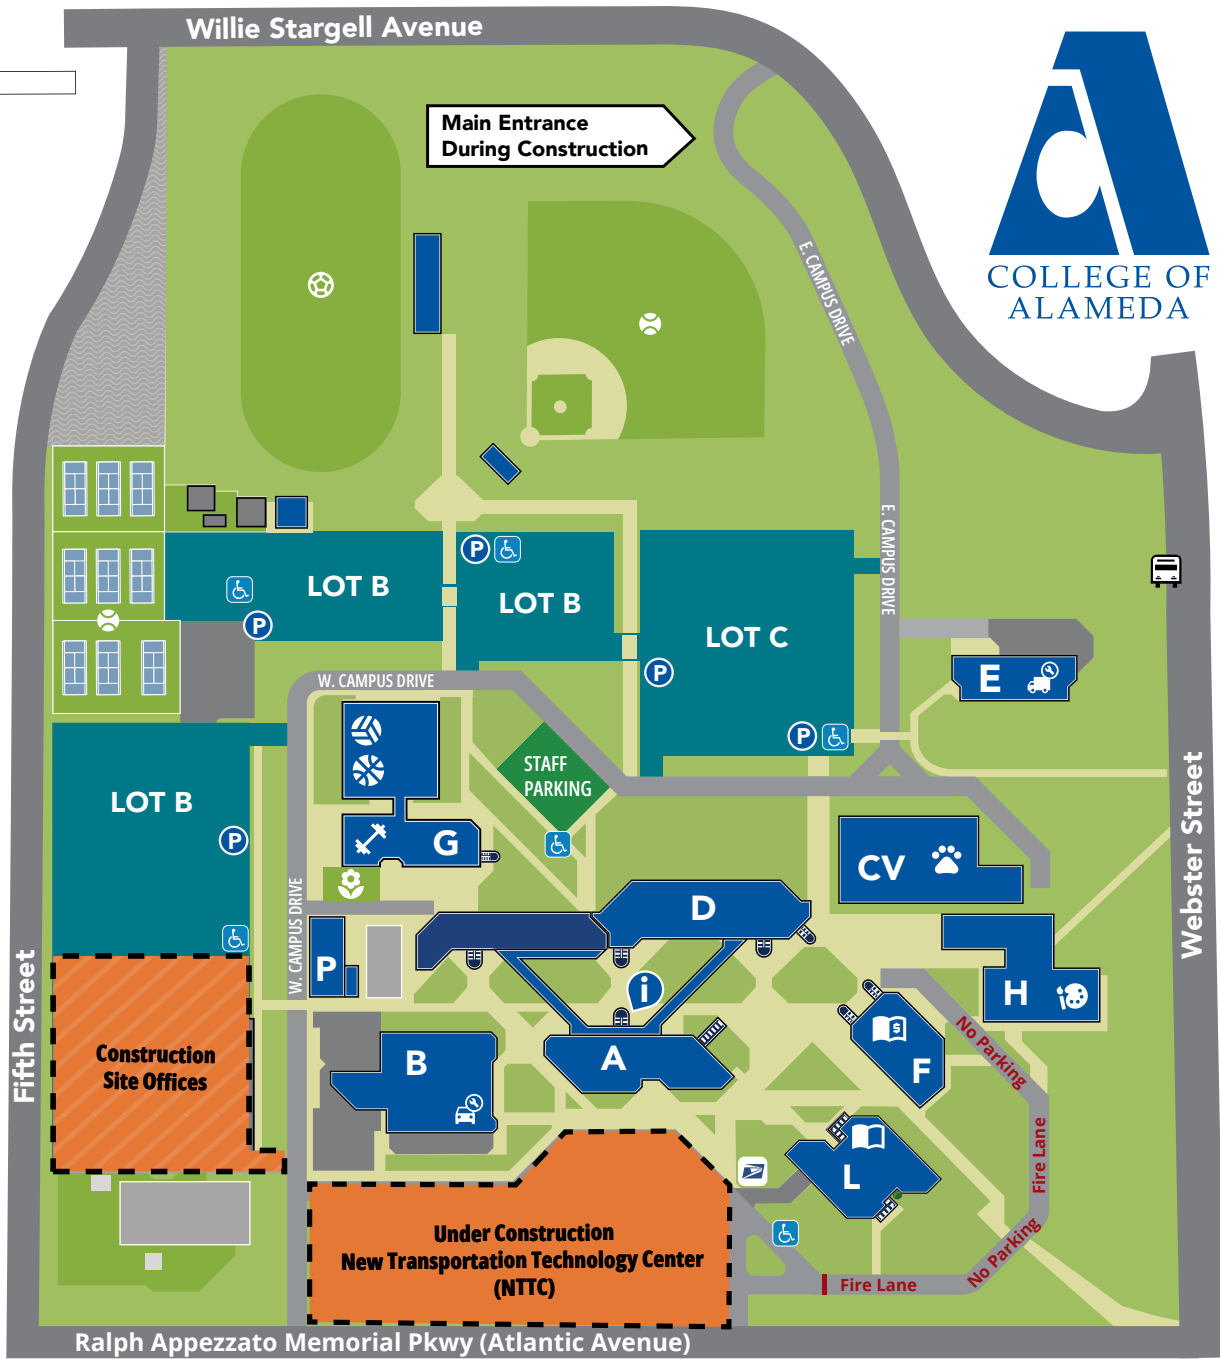 Willie Stargell Avenue
Main Entrance
During Construction
COLLEGE OF
ALAMEDA
E. CAMPUS DRIVE
E. CAMPUS DRIVE
P
LOT B
LOT B
P
LOT C
P
E
W. CAMPUS DRIVE
P
STAFF
PARKING
LOT B
P
G
CV
Webster Street
W. CAMPUS DRIVE
D
P
i
H
$
Fifth Street
Construction
Site Offices
B
A
F
No Parking
L
Fire Lane
Under Construction
New Transportation Technology Center
(NTTC)
No Parking
Fire Lane
Ralph Appezzato Memorial Pkwy (Atlantic Avenue)